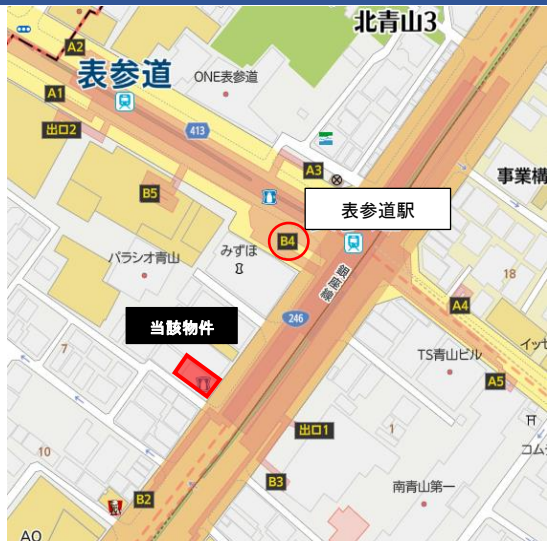 北青山3
A2
表参道
ONE表参道
A1
413
出口2
A3
事業構
B5
表参道駅
B4
みずほ
パラシオ青山
銀座線
18
A4
246
当該物件
イッセ
7
TS青山ビル
A5
出口1
1
コムデ
10
B3
南青山第一
B2
AO